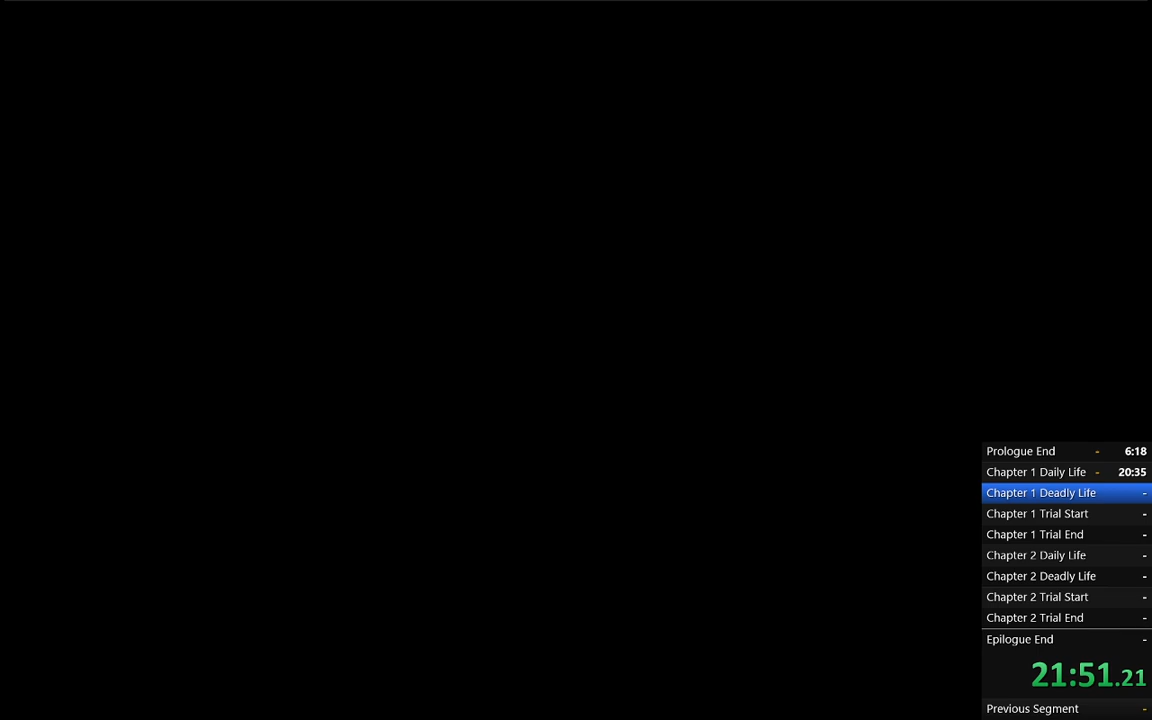 Prologue End - 6:18
Chapter 1 Daily Life - 20:35
Chapter 1 Deadly Life -
Chapter 1 Trial Start -
Chapter 1 Trial End -
Chapter 2 Daily Life -
Chapter 2 Deadly Life -
Chapter 2 Trial Start -
Chapter 2 Trial End -
Epilogue End -
21:51.21
Previous Segment -